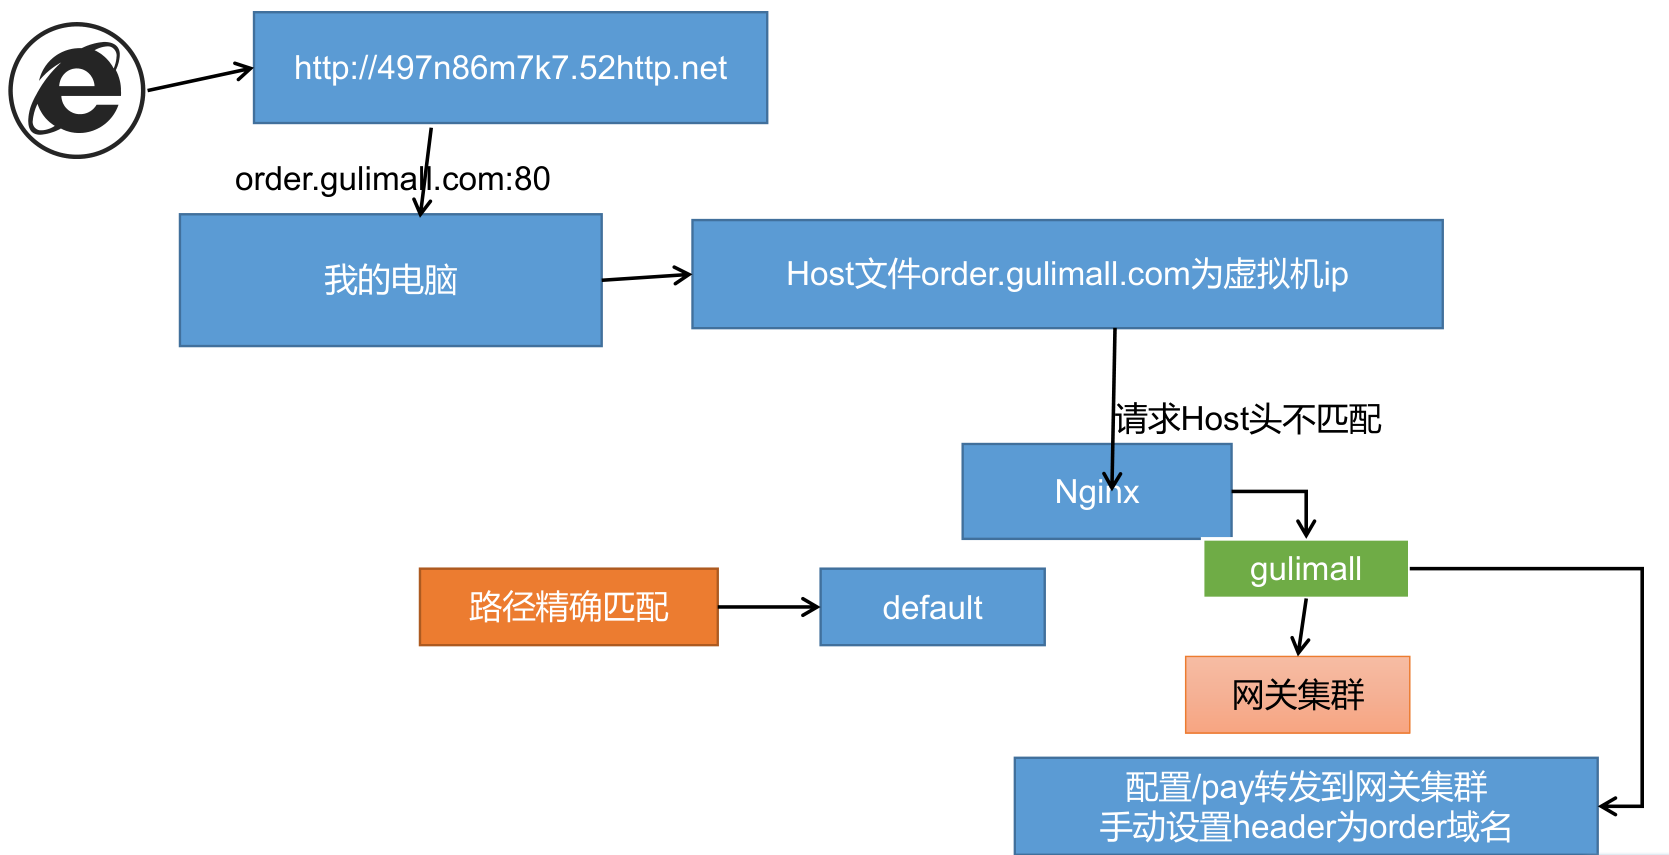 http://497n86m7k7.52http.net
order.gulimall.com:80
我的电脑
Host文件order.gulimall.com为虚拟机ip
请求Host头不匹配
Nginx
gulimall
路径精确匹配
default
网关集群
配置/pay转发到网关集群
手动设置header为order域名